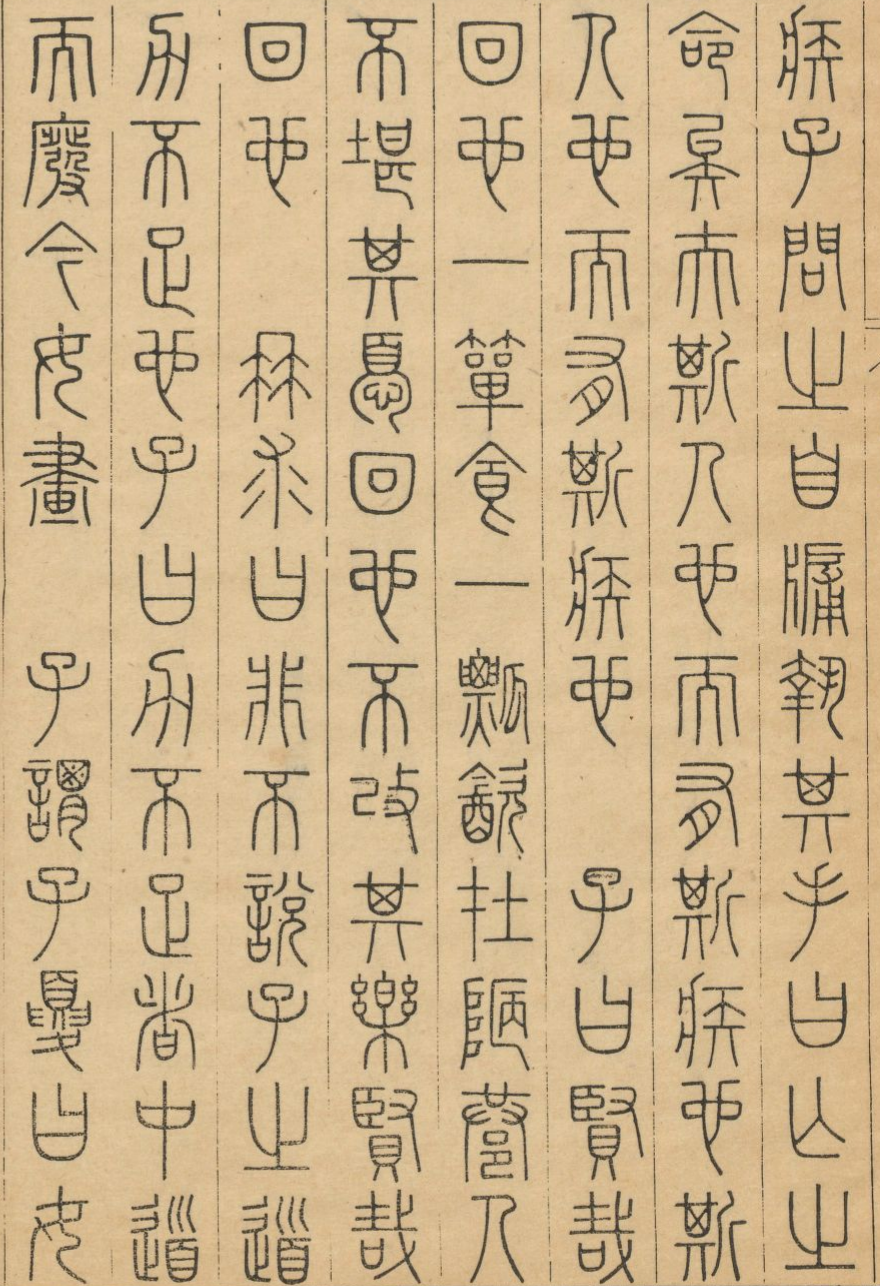 疾子問之自牖執其手曰亡之
命矣夫斯人也而有斯疾也斯
人也而有斯疾也　子曰賢哉
回也一簞食一瓢飲在陋巷人
不堪其憂回也不改其樂賢哉
回也　冉求曰非不說子之道
力不足也子曰力不足者中道
而廢今女畫　子謂子夏曰女